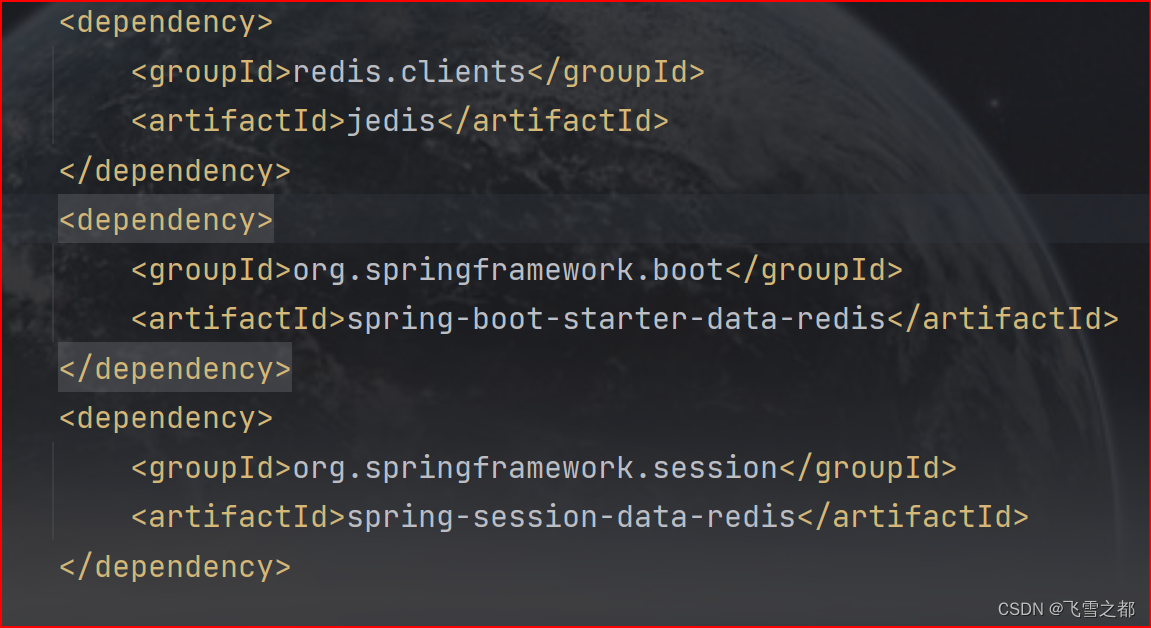 <dependency>
<groupId>redis.clients</groupId>
<artifactId>jedis</artifactId>
</dependency>
<dependency>
<groupId>org.springframework.boot</groupId>
<artifactId>spring-boot-starter-data-redis</artifactId>
</dependency>
<dependency>
<groupId>org.springframework.session</groupId>
<artifactId>spring-session-data-redis</artifactId>
</dependency>
CSDN @飞雪之都